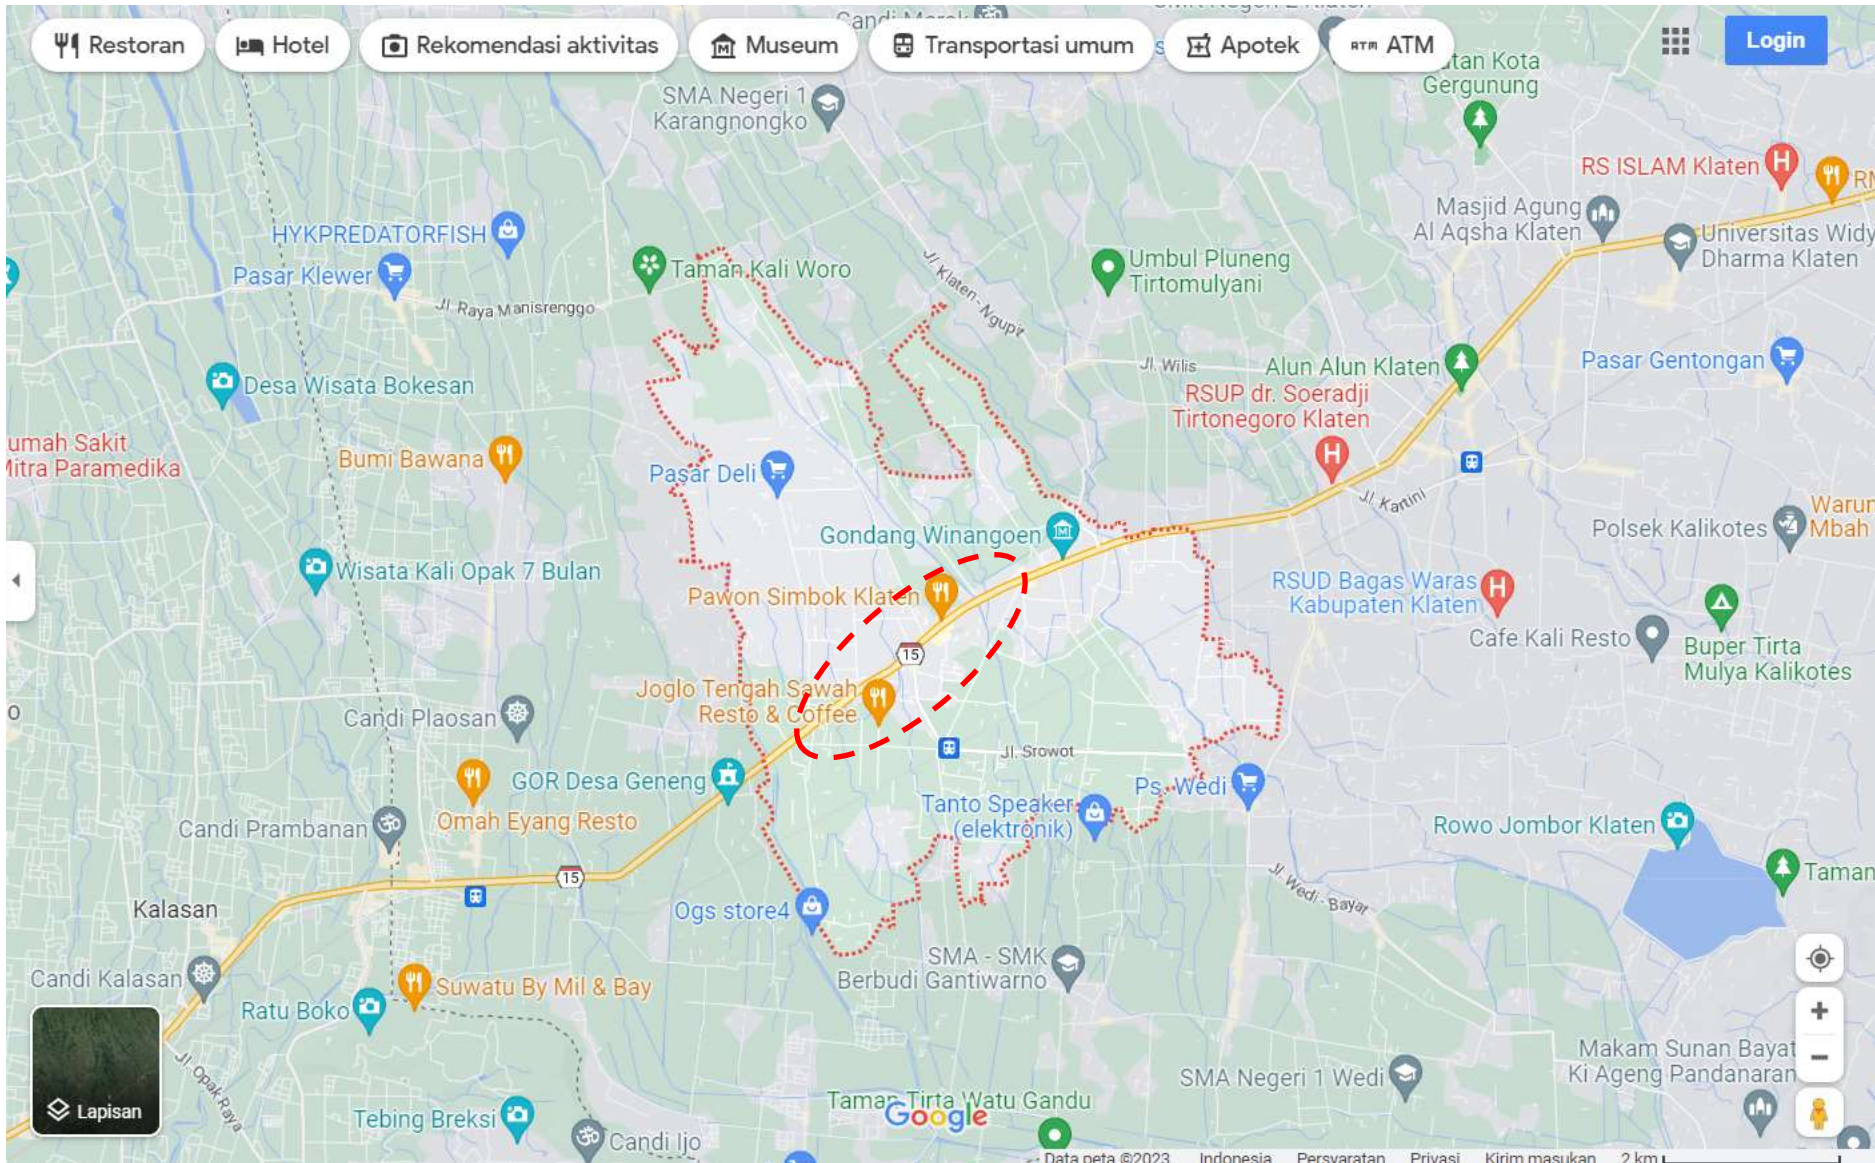 Candi Merak
Restoran
Hotel
Rekomendasi aktivitas
Museum
Transportasi umum
Apotek
ATM ATM
Login
Kota
Gergunung
SMA Negeri 1
Karangnongko
RS ISLAM Klaten
Masjid Agung
Al Aqsha Klaten
Universitas Widy
Dharma Klaten
HYKPREDATORFISH
Pasar Klewer
Taman Kali Woro
Umbul Pluneng
Tirtomulyani
Jl. Raya Manisrenggo
Jl. Klaten - Ngupit
Jl. Wilis
Alun Alun Klaten
Pasar Gentongan
Desa Wisata Bokesan
RSUP dr. Soeradji
Tirtonegoro Klaten
umah Sakit
Mitra Paramedika
Bumi Bawana
Pasar Deli
Jl. Kartini
Warun
Mbah
Polsek Kalikotes
Gondang Winangoen
Wisata Kali Opak 7 Bulan
Pawon Simbok Klaten
RSUD Bagas Waras
Kabupaten Klaten
Cafe Kali Resto
Buper Tirta
Mulya Kalikotes
15
Joglo Tengah Sawah
Resto & Coffee
Candi Plaosan
Jl. Srowot
GOR Desa Geneng
Ps. Wedi
Tanto Speaker
(elektronik)
Omah Eyang Resto
Candi Prambanan
Rowo Jombor Klaten
15
Taman
Jl. Wedi - Bayat
Kalasan
Ogs store4
SMA - SMK
Berbudi Gantiwarno
Candi Kalasan
Suwatu By Mil & Bay
Ratu Boko
Jl. Opak Raya
Makam Sunan Bayat
Ki Ageng Pandanaran
SMA Negeri 1 Wedi
Lapisan
Tebing Breksi
Taman Tirta Watu Gandu
Google
Candi Ijo
Data peta ©2023 Indonesia Persyaratan Privasi Kirim masukan 2 km